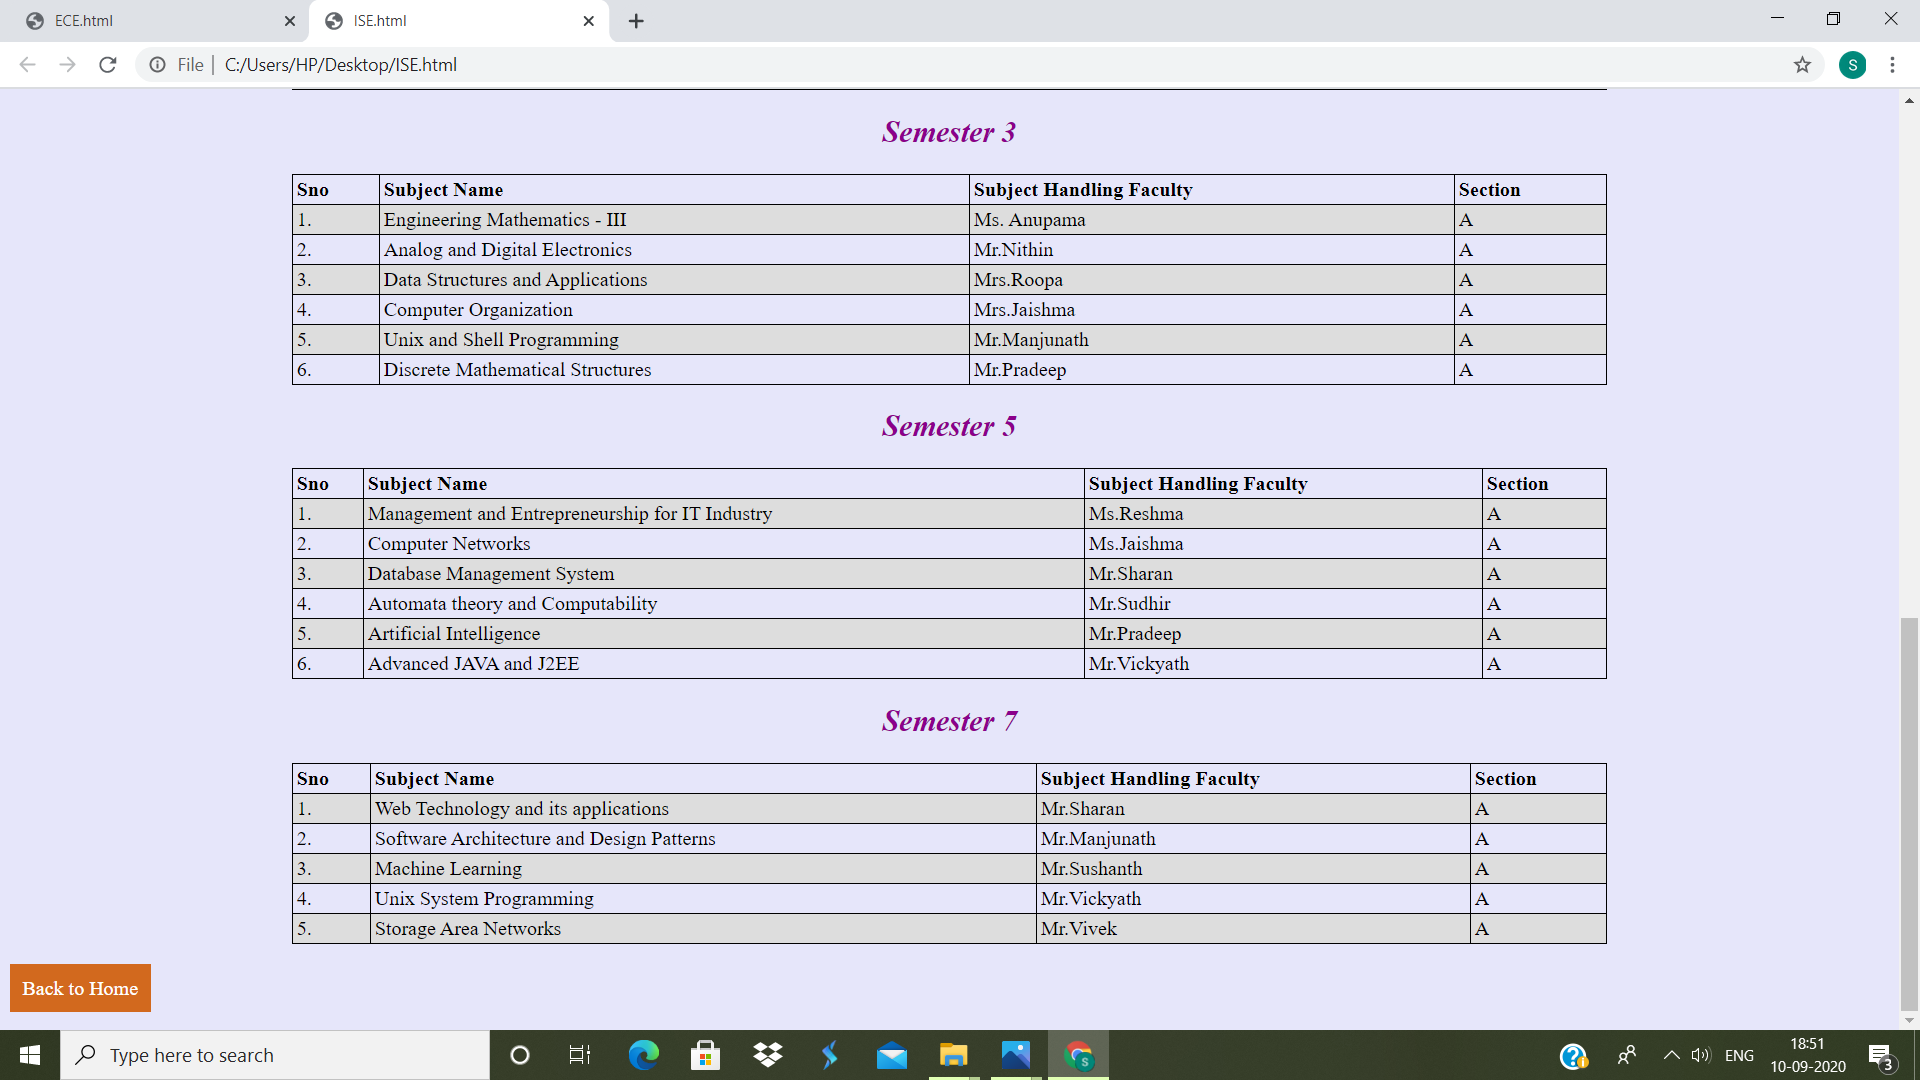 ECE.html
ISE.html
File | C:/Users/HP/Desktop/ISE.html
S
Semester 3
Sno Subject Name Subject Handling Faculty Section
1. Engineering Mathematics - III Ms. Anupama A
2. Analog and Digital Electronics Mr.Nithin A
3. Data Structures and Applications Mrs.Roopa A
4. Computer Organization Mrs.Jaishma A
5. Unix and Shell Programming Mr.Manjunath A
6. Discrete Mathematical Structures Mr.Pradeep A
Semester 5
Sno Subject Name Subject Handling Faculty Section
1. Management and Entrepreneurship for IT Industry Ms.Reshma A
2. Computer Networks Ms.Jaishma A
3. Database Management System Mr.Sharan A
4. Automata theory and Computability Mr.Sudhir A
5. Artificial Intelligence Mr.Pradeep A
6. Advanced JAVA and J2EE Mr.Vickyath A
Semester 7
Sno Subject Name Subject Handling Faculty Section
1. Web Technology and its applications Mr.Sharan A
2. Software Architecture and Design Patterns Mr.Manjunath A
3. Machine Learning Mr.Sushanth A
4. Unix System Programming Mr.Vickyath A
5. Storage Area Networks Mr.Vivek A
Back to Home
Type here to search
S
ENG
18:51
10-09-2020
3